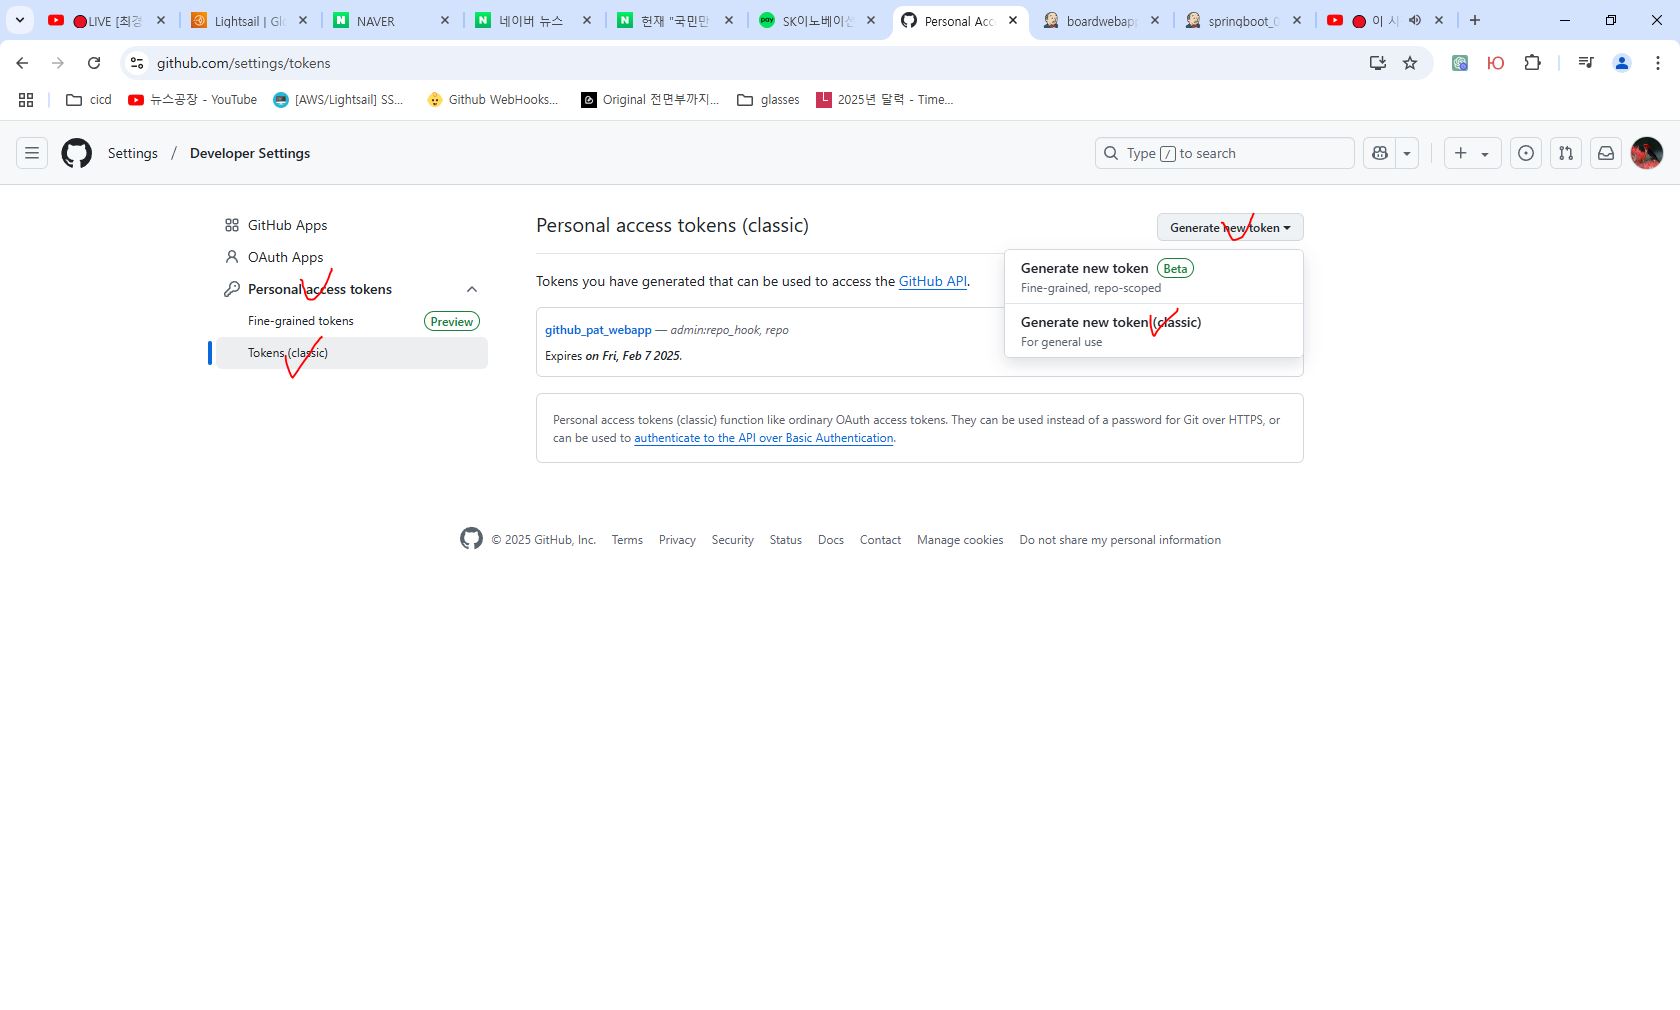 ●LIVE [최경
Lightsail | Glo
NAVER
네이버 뉴스
헌재 "국민만
SK이노베이션
Personal Acc
boardwebapp
springboot_0
이 시
github.com/settings/tokens
cicd
뉴스공장 - YouTube
[AWS/Lightsail] SS...
Github WebHooks...
Original 전면부까지...
glasses
2025년 달력 - Time...
Settings / Developer Settings
Type / to search
GitHub Apps
OAuth Apps
Personal access tokens
Fine-grained tokens
Preview
Tokens (classic)
Personal access tokens (classic)
Generate new token
Generate new token Beta
Fine-grained, repo-scoped
Generate new token (classic)
For general use
Tokens you have generated that can be used to access the GitHub API.
github_pat_webapp — admin:repo_hook, repo
Expires on Fri, Feb 7 2025.
Personal access tokens (classic) function like ordinary OAuth access tokens. They can be used instead of a password for Git over HTTPS, or
can be used to authenticate to the API over Basic Authentication.
© 2025 GitHub, Inc.
Terms
Privacy
Security
Status
Docs
Contact
Manage cookies
Do not share my personal information